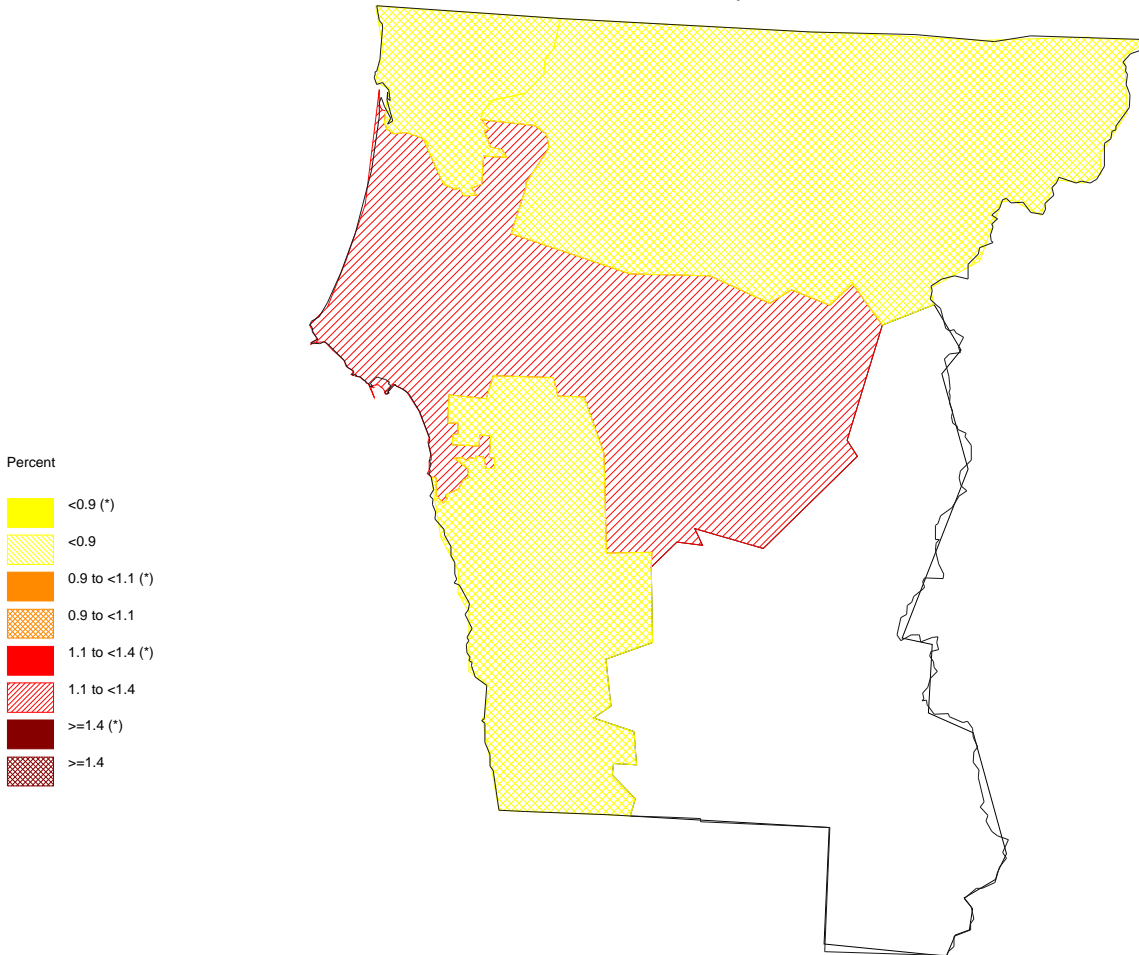 Percent
<0.9 (*)
<0.9
0.9 to <1.1 (*)
0.9 to <1.1
1.1 to <1.4 (*)
1.1 to <1.4
>=1.4 (*)
>=1.4